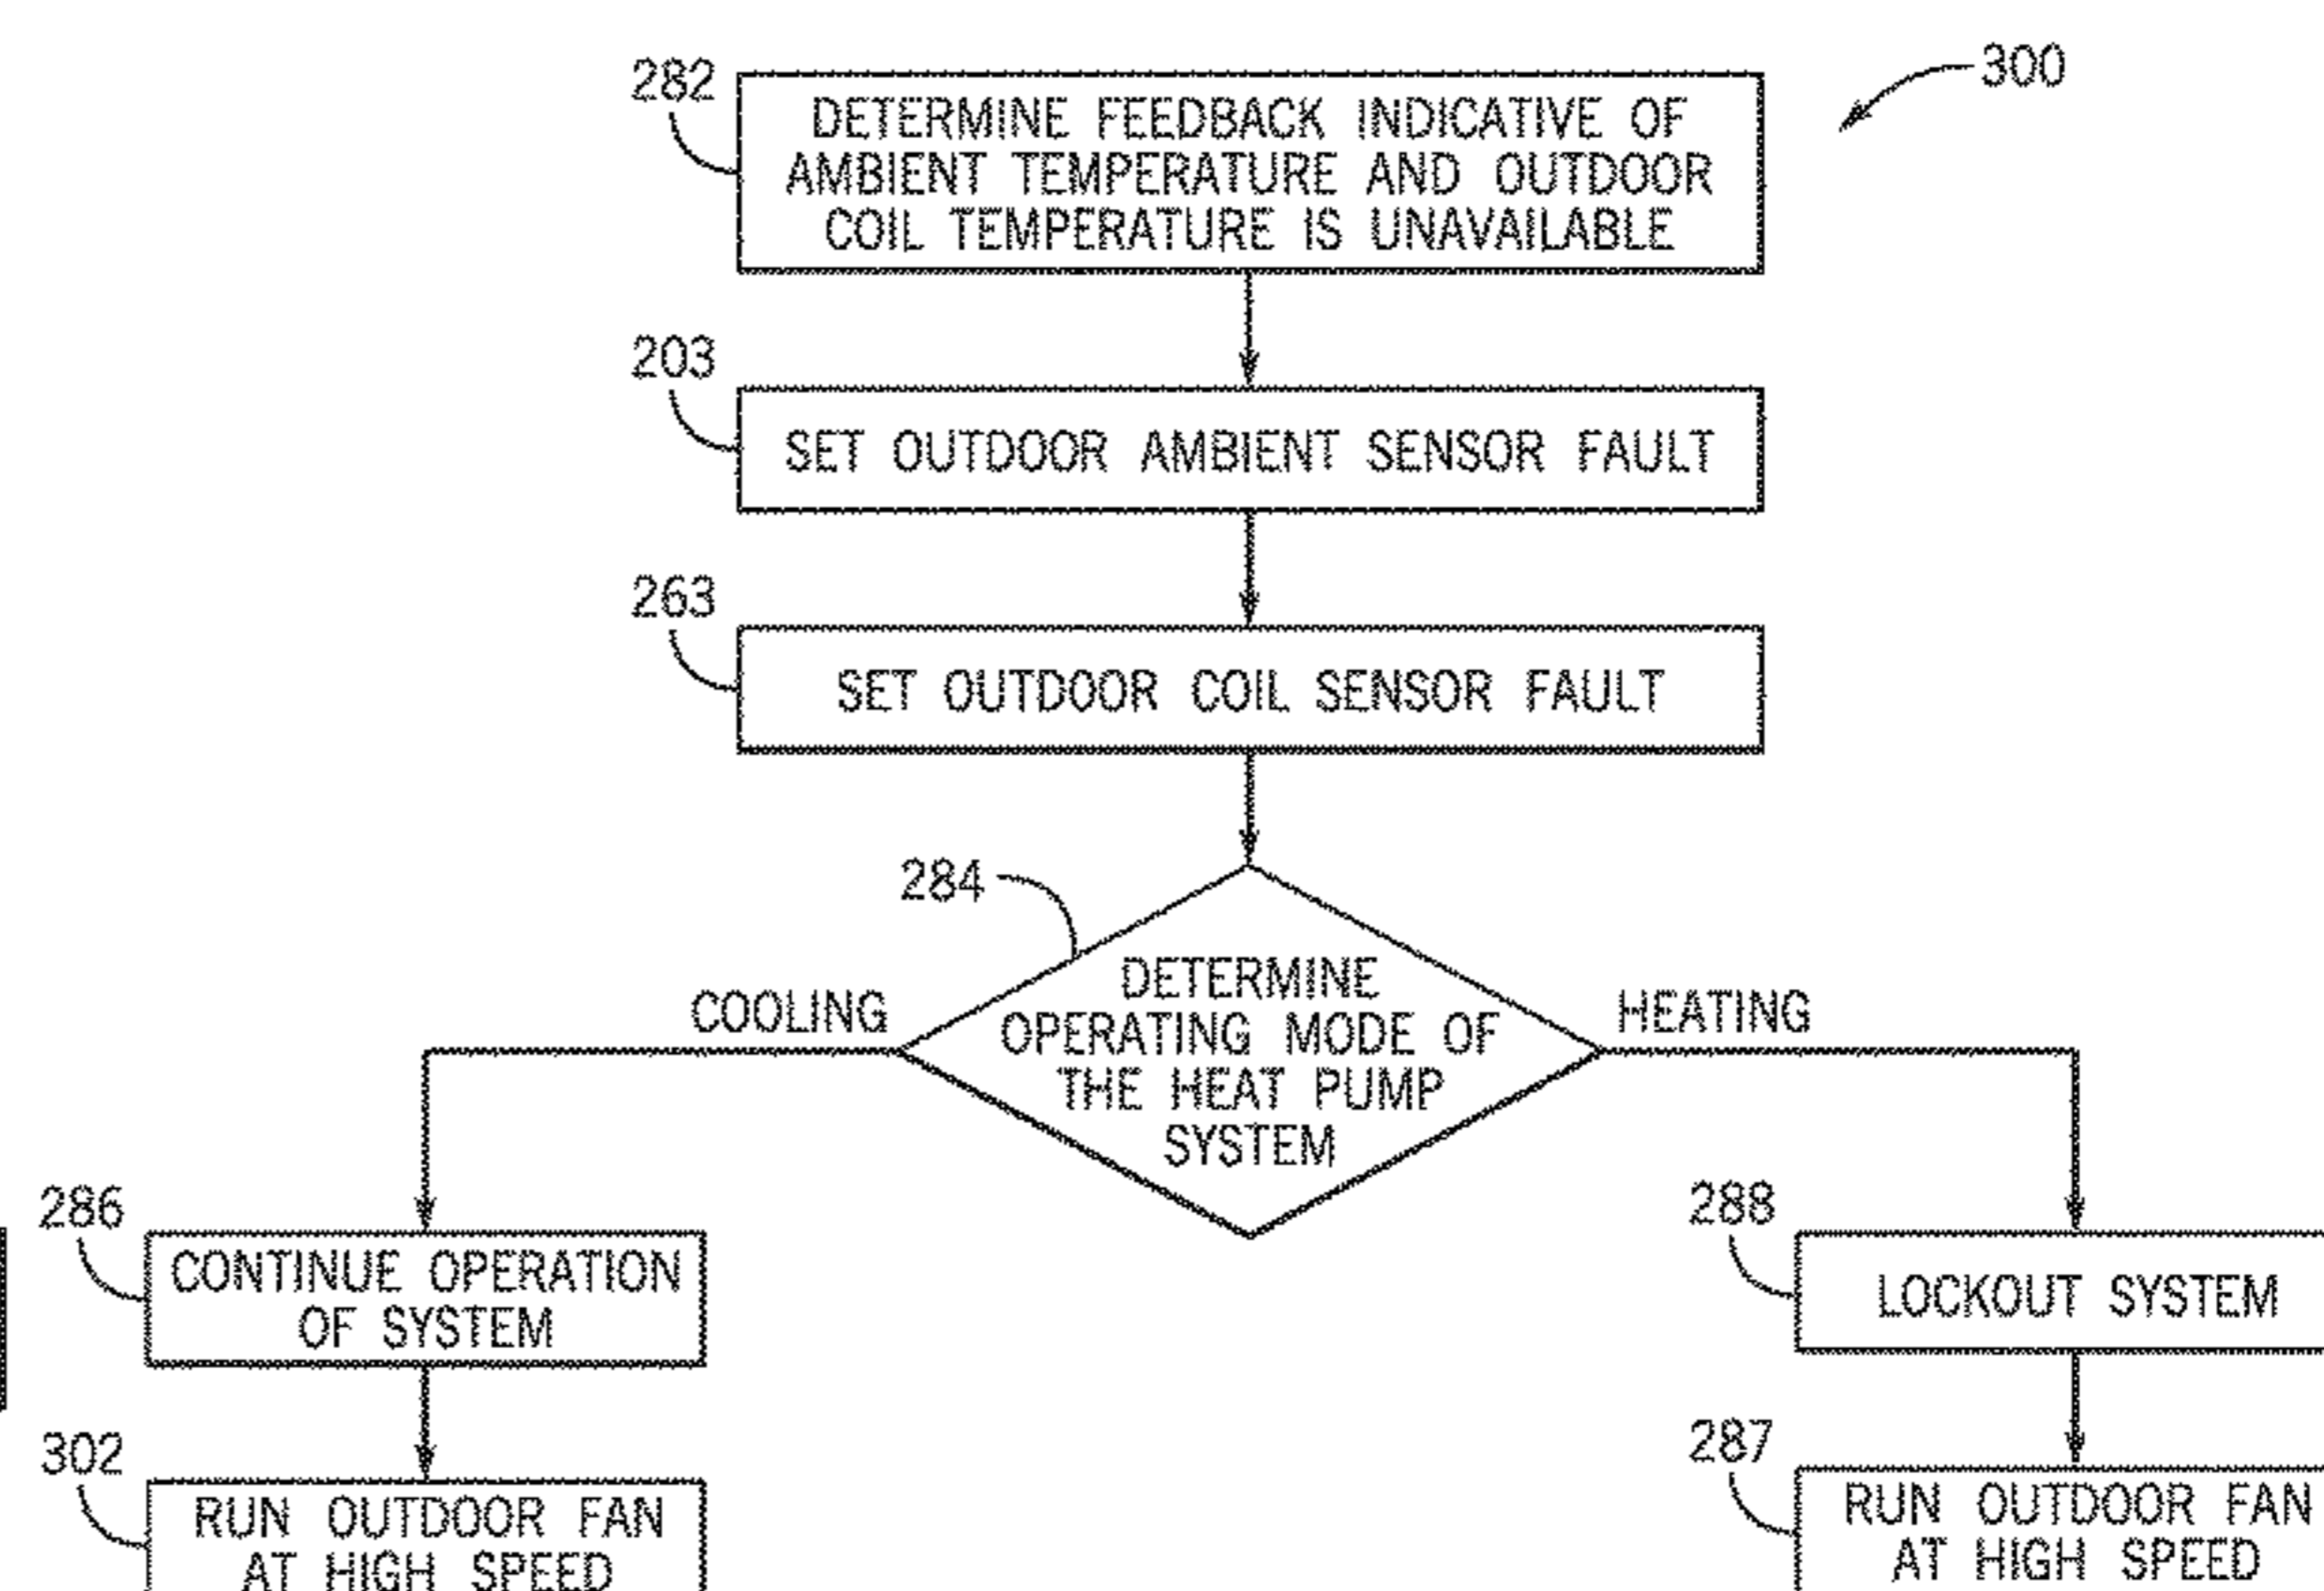 300
282
DETERMINE FEEDBACK INDICATIVE OF
AMBIENT TEMPERATURE AND OUTDOOR
COIL TEMPERATURE IS UNAVAILABLE
203
SET OUTDOOR AMBIENT SENSOR FAULT
263
SET OUTDOOR COIL SENSOR FAULT
284
DETERMINE
OPERATING MODE OF
THE HEAT PUMP
SYSTEM
COOLING
HEATING
286
CONTINUE OPERATION
OF SYSTEM
288
LOCKOUT SYSTEM
302
RUN OUTDOOR FAN
AT HIGH SPEED
287
RUN OUTDOOR FAN
AT HIGH SPEED